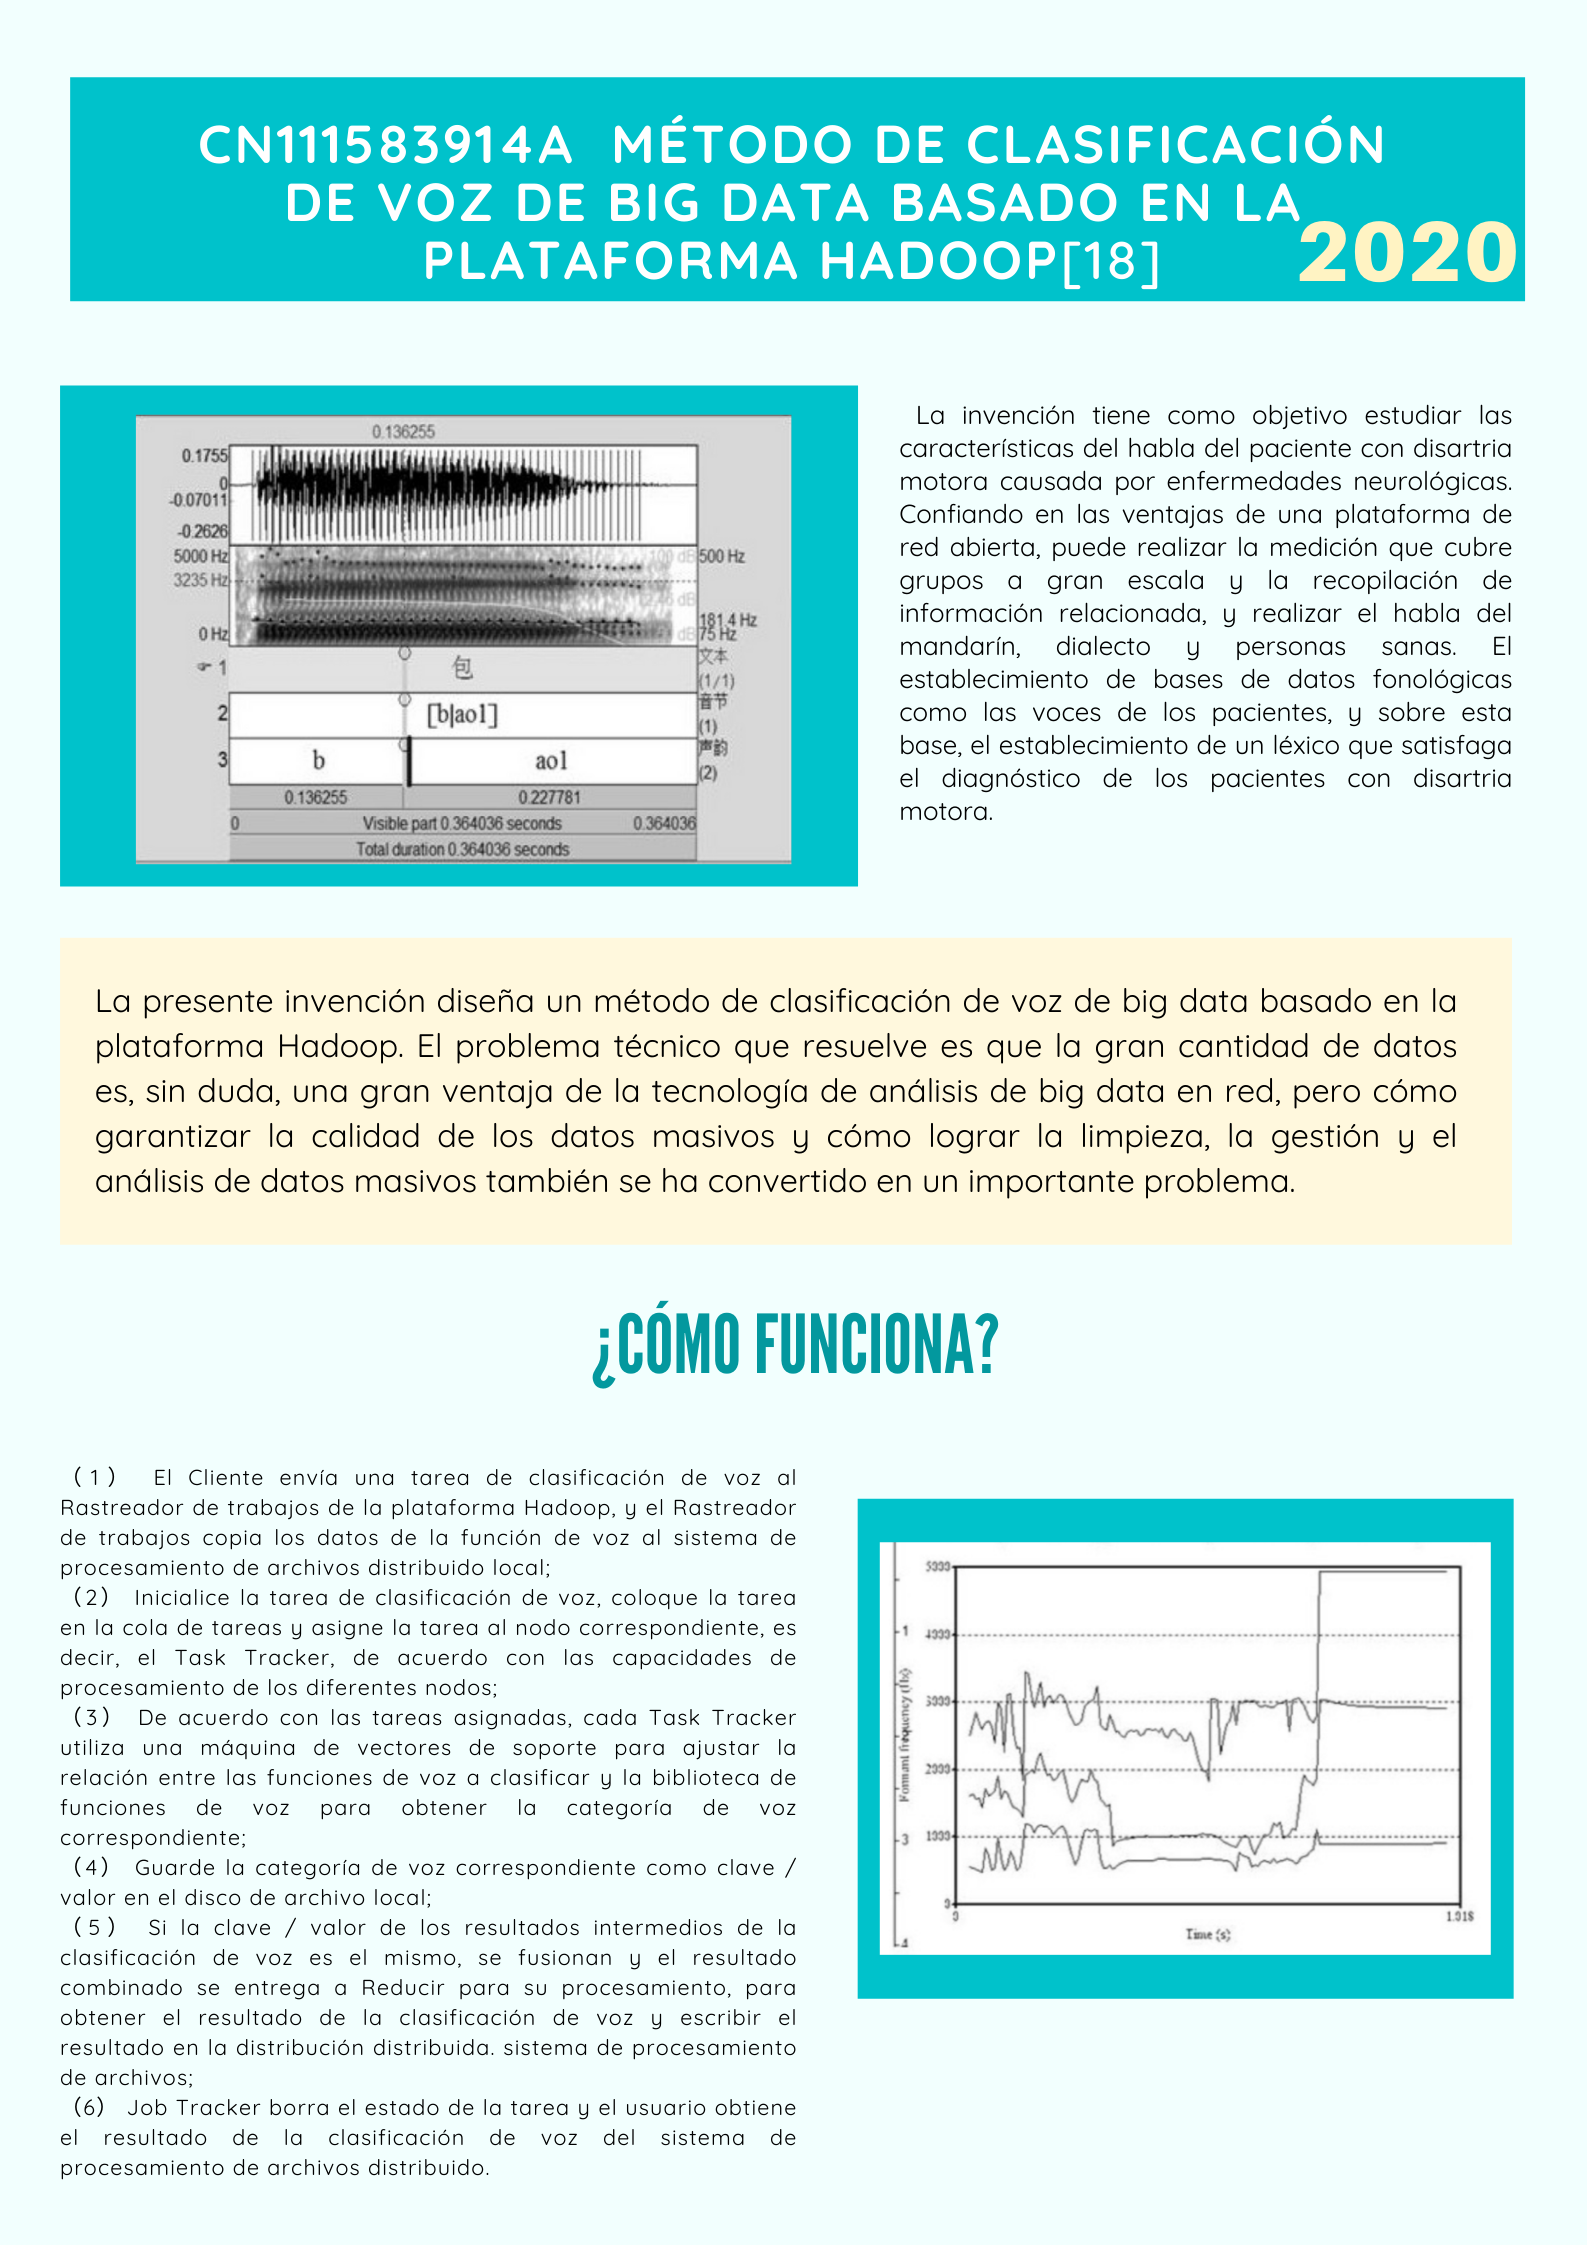 CN111583914A MÉTODO DE CLASIFICACIÓN
DE VOZ DE BIG DATA BASADO EN LA
PLATAFORMA HADOOP[18]
2020
0.136255
0.1755
0
-0.07011
-0.2626
5000 Hz
500 Hz
3235 Hz
181.4 Hz
0 Hz
75 Hz
☞ 1
包
文本
(1/1)
2
[b|ao1]
音节
(1)
3
b
ao1
声韵
(2)
0.136255
0.227781
0
Visible part 0.364036 seconds
0.364036
Total duration 0.364036 seconds
La invención tiene como objetivo estudiar las
características del habla del paciente con disartria
motora causada por enfermedades neurológicas.
Confiando en las ventajas de una plataforma de
red abierta, puede realizar la medición que cubre
grupos a gran escala y la recopilación de
información relacionada, y realizar el habla del
mandarín, dialecto y personas sanas. El
establecimiento de bases de datos fonológicas
como las voces de los pacientes, y sobre esta
base, el establecimiento de un léxico que satisfaga
el diagnóstico de los pacientes con disartria
motora.
La presente invención diseña un método de clasificación de voz de big data basado en la
plataforma Hadoop. El problema técnico que resuelve es que la gran cantidad de datos
es, sin duda, una gran ventaja de la tecnología de análisis de big data en red, pero cómo
garantizar la calidad de los datos masivos y cómo lograr la limpieza, la gestión y el
análisis de datos masivos también se ha convertido en un importante problema.
¿CÓMO FUNCIONA?
（1） El Cliente envía una tarea de clasificación de voz al
Rastreador de trabajos de la plataforma Hadoop, y el Rastreador
de trabajos copia los datos de la función de voz al sistema de
procesamiento de archivos distribuido local;
（2） Inicialice la tarea de clasificación de voz, coloque la tarea
en la cola de tareas y asigne la tarea al nodo correspondiente, es
decir, el Task Tracker, de acuerdo con las capacidades de
procesamiento de los diferentes nodos;
（3） De acuerdo con las tareas asignadas, cada Task Tracker
utiliza una máquina de vectores de soporte para ajustar la
relación entre las funciones de voz a clasificar y la biblioteca de
funciones de voz para obtener la categoría de voz
correspondiente;
（4） Guarde la categoría de voz correspondiente como clave /
valor en el disco de archivo local;
（5） Si la clave / valor de los resultados intermedios de la
clasificación de voz es el mismo, se fusionan y el resultado
combinado se entrega a Reducir para su procesamiento, para
obtener el resultado de la clasificación de voz y escribir el
resultado en la distribución distribuida. sistema de procesamiento
de archivos;
（6） Job Tracker borra el estado de la tarea y el usuario obtiene
el resultado de la clasificación de voz del sistema de
procesamiento de archivos distribuido.
5000
1
4000
Formant frequency (Hz)
3000
2000
3
1000
0
0
Time (s)
1.018
4